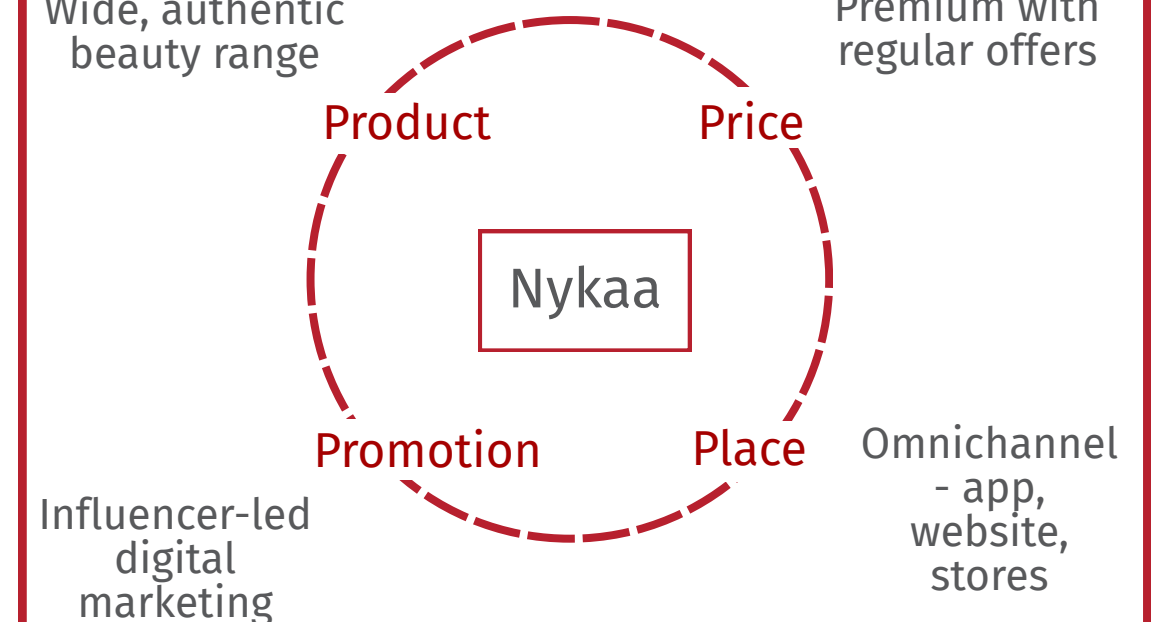 Wide, authentic
beauty range
Premium with
regular offers
Product
Price
Nykaa
Promotion
Place
Omnichannel
- app,
website,
stores
Influencer-led
digital
marketing